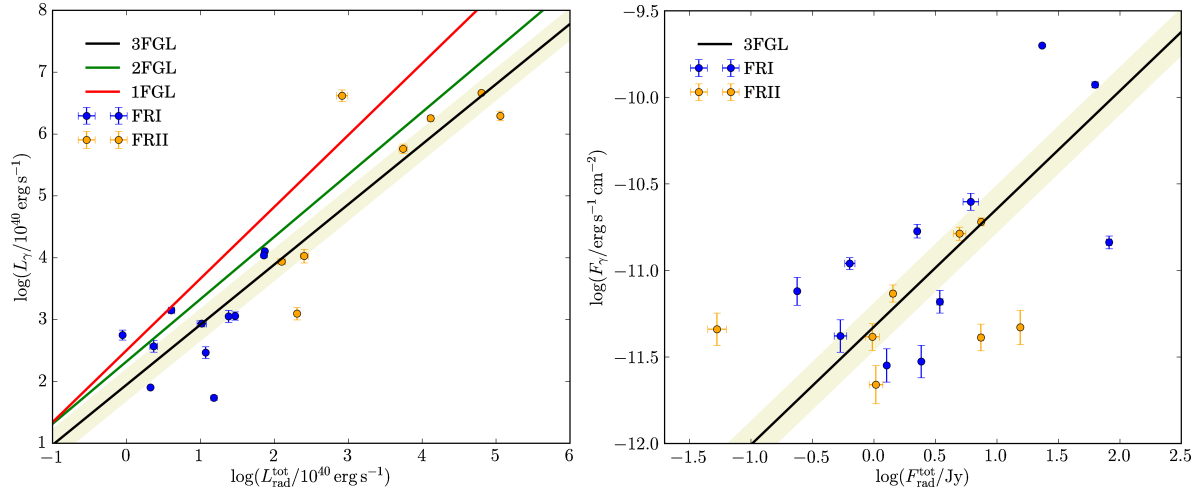 8
7
6
5
4
3
2
1
log(L_γ/10^40 erg s^−1)
3FGL
2FGL
1FGL
FRI
FRII
−1 0 1 2 3 4 5 6
log(L_rad^tot/10^40 erg s^−1)
−9.5
−10.0
−10.5
−11.0
−11.5
−12.0
log(F_γ/erg s^−1 cm^−2)
3FGL
FRI
FRII
−1.5 −1.0 −0.5 0.0 0.5 1.0 1.5 2.0 2.5
log(F_rad^tot/Jy)